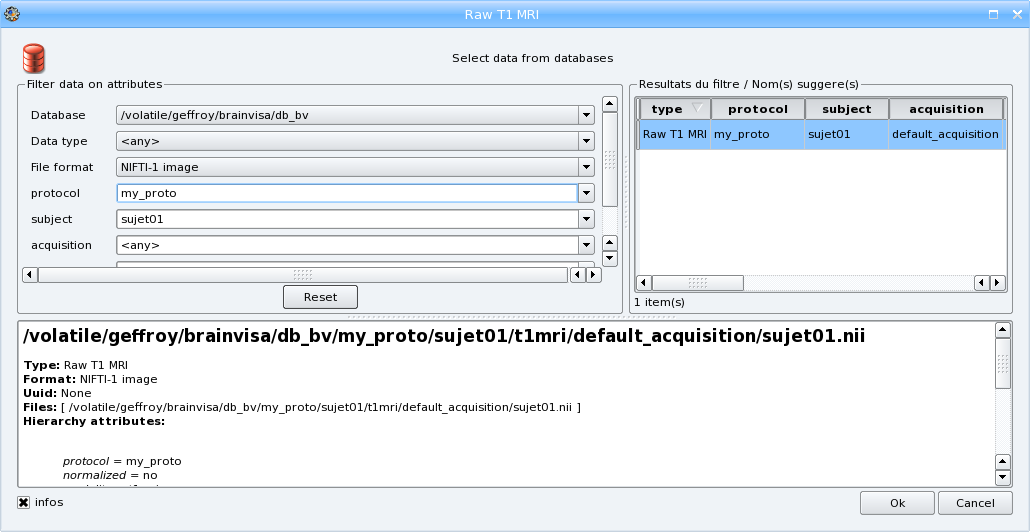 Raw T1 MRI
Select data from databases
Filter data on attributes
Database /volatile/geffroy/brainvisa/db_bv
Data type <any>
File format NIFTI-1 image
protocol my_proto
subject sujet01
acquisition <any>
Reset
Resultats du filtre / Nom(s) suggere(s)
type protocol subject acquisition
Raw T1 MRI my_proto sujet01 default_acquisition
1 item(s)
/volatile/geffroy/brainvisa/db_bv/my_proto/sujet01/t1mri/default_acquisition/sujet01.nii
Type: Raw T1 MRI
Format: NIFTI-1 image
Uuid: None
Files: [ /volatile/geffroy/brainvisa/db_bv/my_proto/sujet01/t1mri/default_acquisition/sujet01.nii ]
Hierarchy attributes:
protocol = my_proto
normalized = no
infos
Ok Cancel